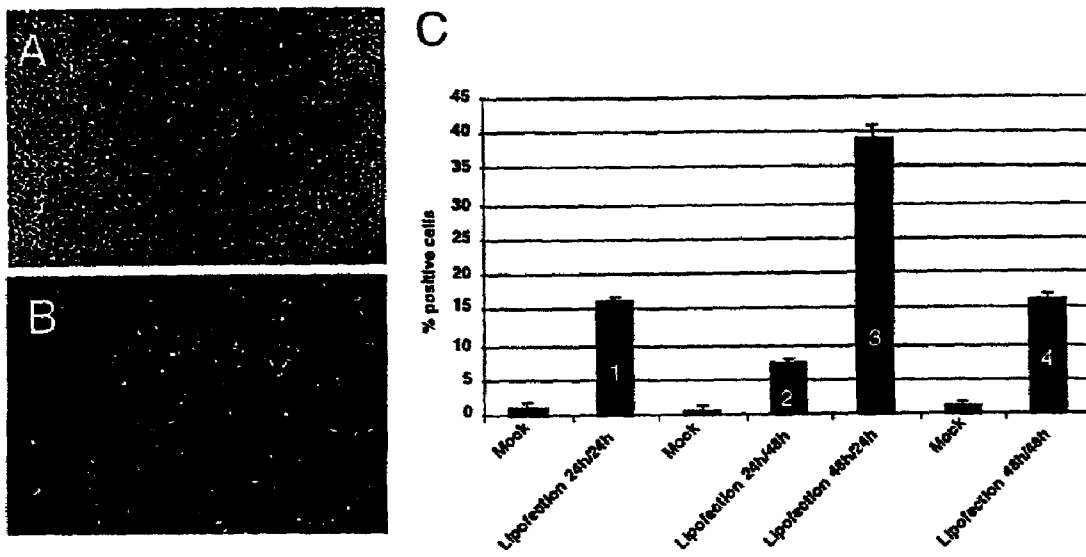 A
B
C
% positive cells
45
40
35
30
25
20
15
10
5
0
1
2
3
4
Mock
Lipofection 24h/24h
Mock
Lipofection 24h/48h
Lipofection 48h/24h
Mock
Lipofection 48h/48h